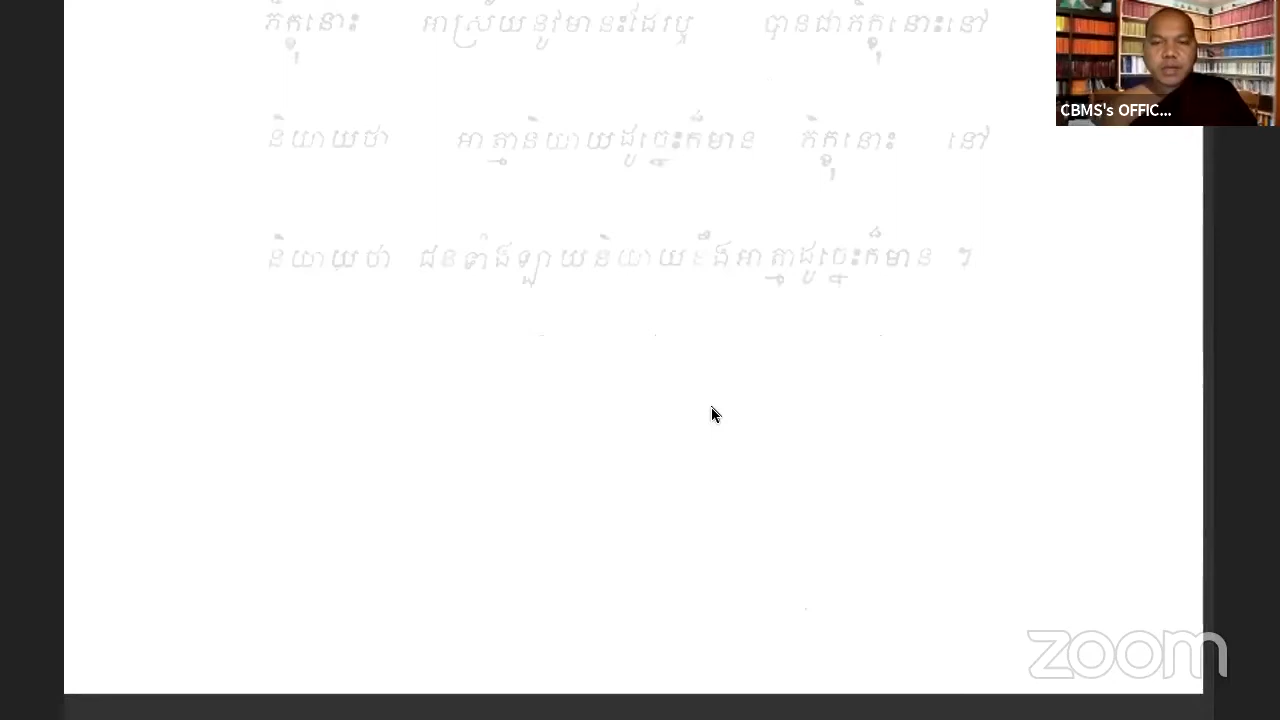 ភិក្ខុនោះ អាស្រ័យនូវមានះដែរឬ បានជាភិក្ខុនោះនៅ
CBMS's OFFIC...
និយាយថា អាត្មានិយាយដូច្នេះក៏មាន ភិក្ខុនោះ នៅ
និយាយថា ជនទាំងឡាយនិយាយនឹងអាត្មាដូច្នេះក៏មាន ។
zoom